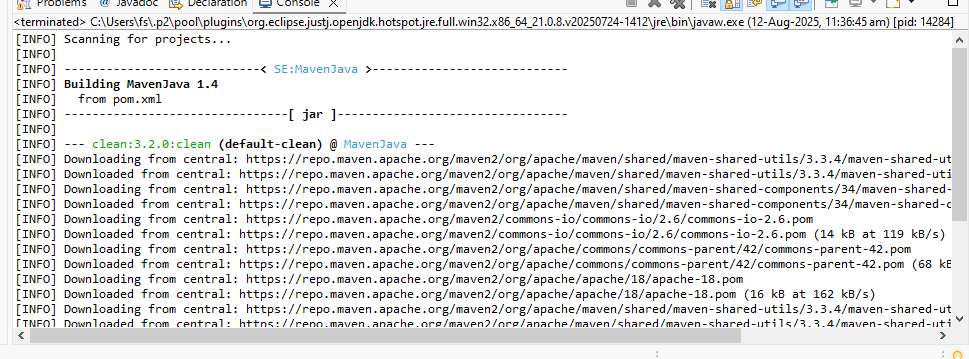 Problems @ Javadoc Declaration Console
<terminated> C:\Users\fs\.p2\pool\plugins\org.eclipse.justj.openjdk.hotspot.jre.full.win32.x86_64_21.0.8.v20250724-1412\jre\bin\javaw.exe (12-Aug-2025, 11:36:45 am) [pid: 14284]
[INFO] Scanning for projects...
[INFO]
[INFO] ----------------------------< SE:MavenJava >----------------------------
[INFO] Building MavenJava 1.4
[INFO]   from pom.xml
[INFO] --------------------------------[ jar ]---------------------------------
[INFO]
[INFO] --- clean:3.2.0:clean (default-clean) @ MavenJava ---
[INFO] Downloading from central: https://repo.maven.apache.org/maven2/org/apache/maven/shared/maven-shared-utils/3.3.4/maven-shared-ut
[INFO] Downloaded from central: https://repo.maven.apache.org/maven2/org/apache/maven/shared/maven-shared-utils/3.3.4/maven-shared-uti
[INFO] Downloading from central: https://repo.maven.apache.org/maven2/org/apache/maven/shared/maven-shared-components/34/maven-shared-
[INFO] Downloaded from central: https://repo.maven.apache.org/maven2/org/apache/maven/shared/maven-shared-components/34/maven-shared-c
[INFO] Downloading from central: https://repo.maven.apache.org/maven2/commons-io/commons-io/2.6/commons-io-2.6.pom
[INFO] Downloaded from central: https://repo.maven.apache.org/maven2/commons-io/commons-io/2.6/commons-io-2.6.pom (14 kB at 119 kB/s)
[INFO] Downloading from central: https://repo.maven.apache.org/maven2/org/apache/commons/commons-parent/42/commons-parent-42.pom
[INFO] Downloaded from central: https://repo.maven.apache.org/maven2/org/apache/commons/commons-parent/42/commons-parent-42.pom (68 kB
[INFO] Downloading from central: https://repo.maven.apache.org/maven2/org/apache/apache/18/apache-18.pom
[INFO] Downloaded from central: https://repo.maven.apache.org/maven2/org/apache/apache/18/apache-18.pom (16 kB at 162 kB/s)
[INFO] Downloading from central: https://repo.maven.apache.org/maven2/org/apache/maven/shared/maven-shared-utils/3.3.4/maven-shared-ut
[INFO] Downloaded from central: https://repo.maven.apache.org/maven2/org/apache/maven/shared/maven-shared-utils/3.3.4/maven-shared-uti